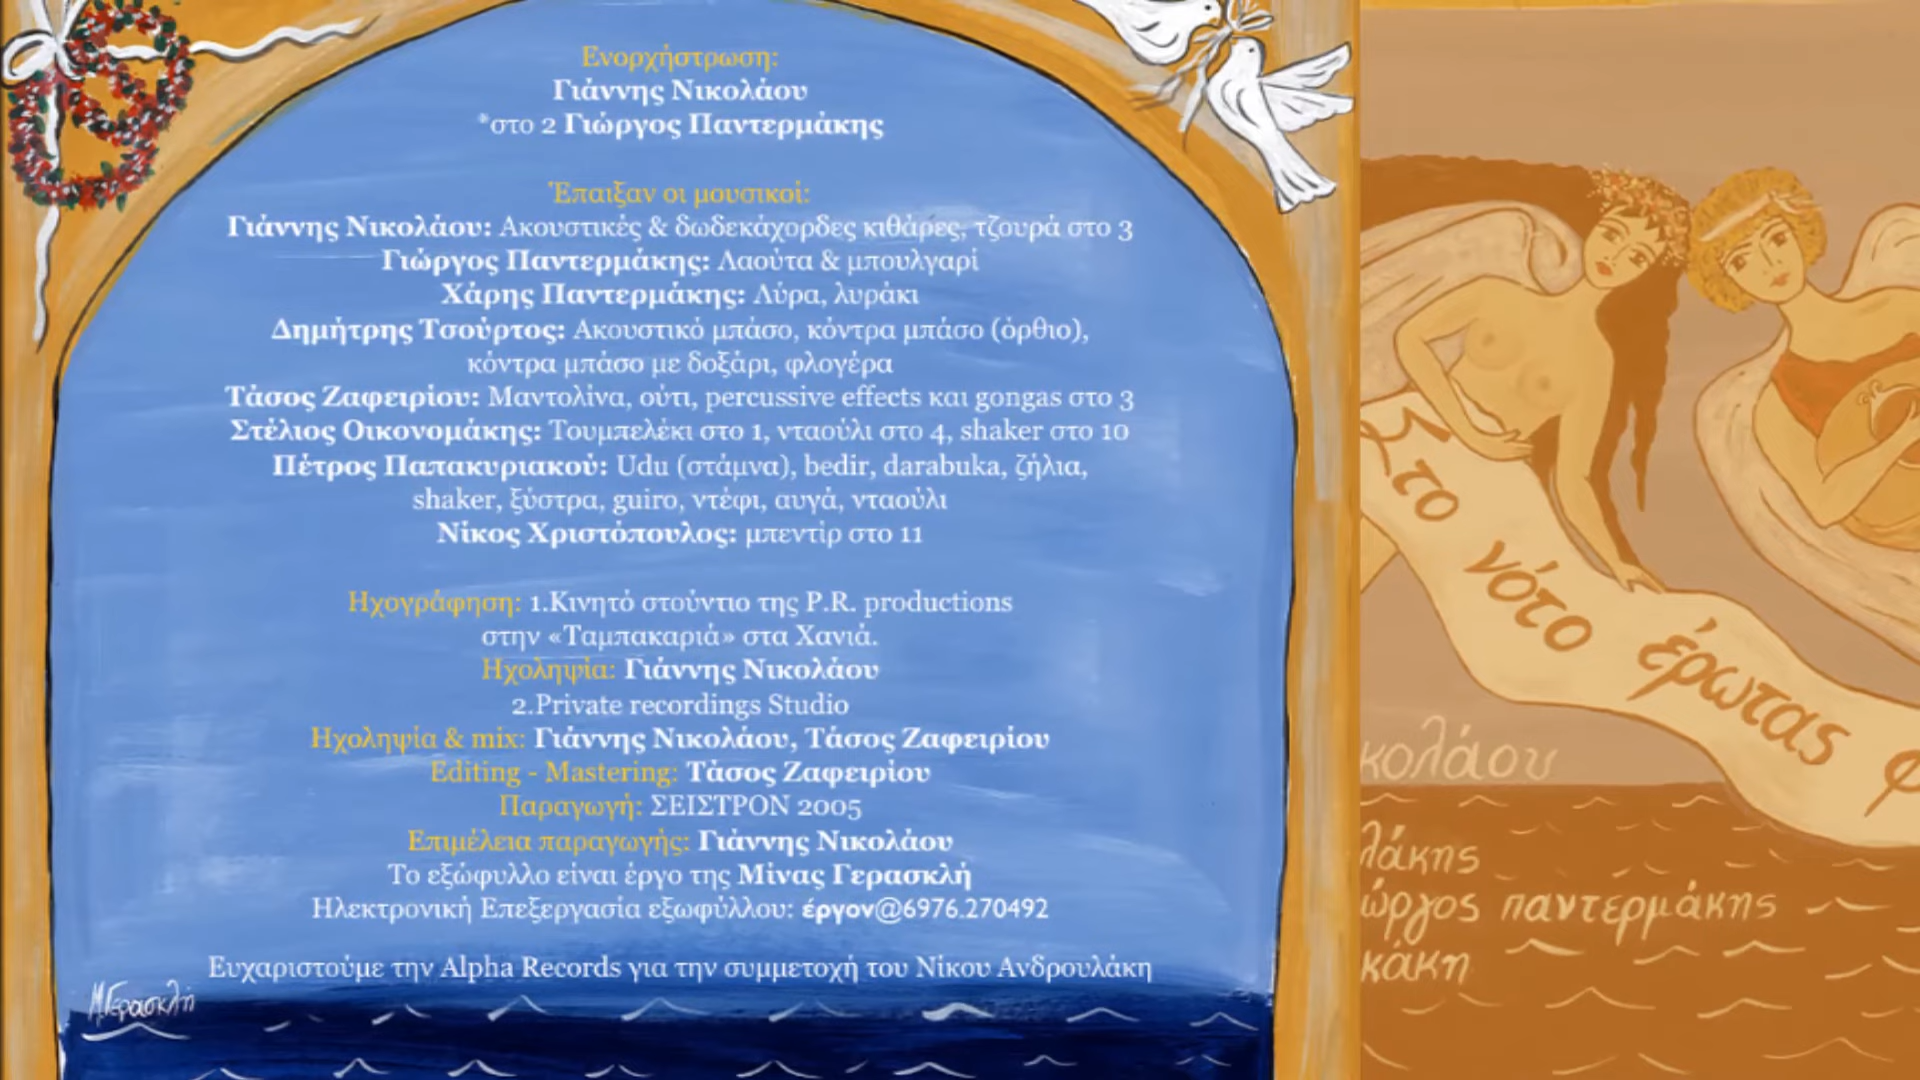 Ενορχήστρωση:
Γιάννης Νικολάου
*στο 2 Γιώργος Παντερμάκης
Έπαιξαν οι μουσικοί:
Γιάννης Νικολάου: Ακουστικές & δωδεκάχορδες κιθάρες, τζουρά στο 3
Γιώργος Παντερμάκης: Λαούτα & μπουλγαρί
Χάρης Παντερμάκης: Λύρα, λυράκι
Δημήτρης Τσούρτος: Ακουστικό μπάσο, κόντρα μπάσο (όρθιο),
κόντρα μπάσο με δοξάρι, φλογέρα
Τάσος Ζαφειρίου: Μαντολίνα, ούτι, percussive effects και gongas στο 3
Στέλιος Οικονομάκης: Τουμπελέκι στο 1, νταούλι στο 4, shaker στο 10
Πέτρος Παπακυριακού: Udu (στάμνα), bedir, darabuka, ζήλια,
shaker, ξύστρα, guiro, ντέφι, αυγά, νταούλι
Νίκος Χριστόπουλος: μπεντίρ στο 11
Ηχογράφηση: 1.Κινητό στούντιο της P.R. productions
στην «Ταμπακαριά» στα Χανιά.
Ηχοληψία: Γιάννης Νικολάου
2.Private recordings Studio
Ηχοληψία & mix: Γιάννης Νικολάου, Τάσος Ζαφειρίου
Editing - Mastering: Τάσος Ζαφειρίου
Παραγωγή: ΣΕΙΣΤΡΟΝ 2005
Επιμέλεια παραγωγής: Γιάννης Νικολάου
Το εξώφυλλο είναι έργο της Μίνας Γερασκλή
Ηλεκτρονική Επεξεργασία εξωφύλλου: έργον@6976.270492
Ευχαριστούμε την Alpha Records για την συμμετοχή του Νίκου Ανδρουλάκη
Μ.Γερασκλή
Στο νότο έρωτας φ
κολάου
λάκης
ώργος παντερμάκης
κάκη